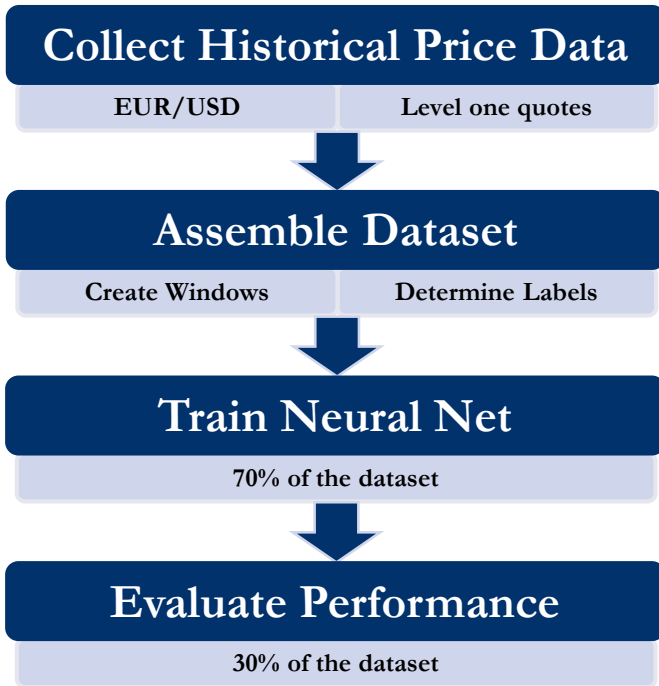 Collect Historical Price Data
EUR/USD
Level one quotes
Assemble Dataset
Create Windows
Determine Labels
Train Neural Net
70% of the dataset
Evaluate Performance
30% of the dataset